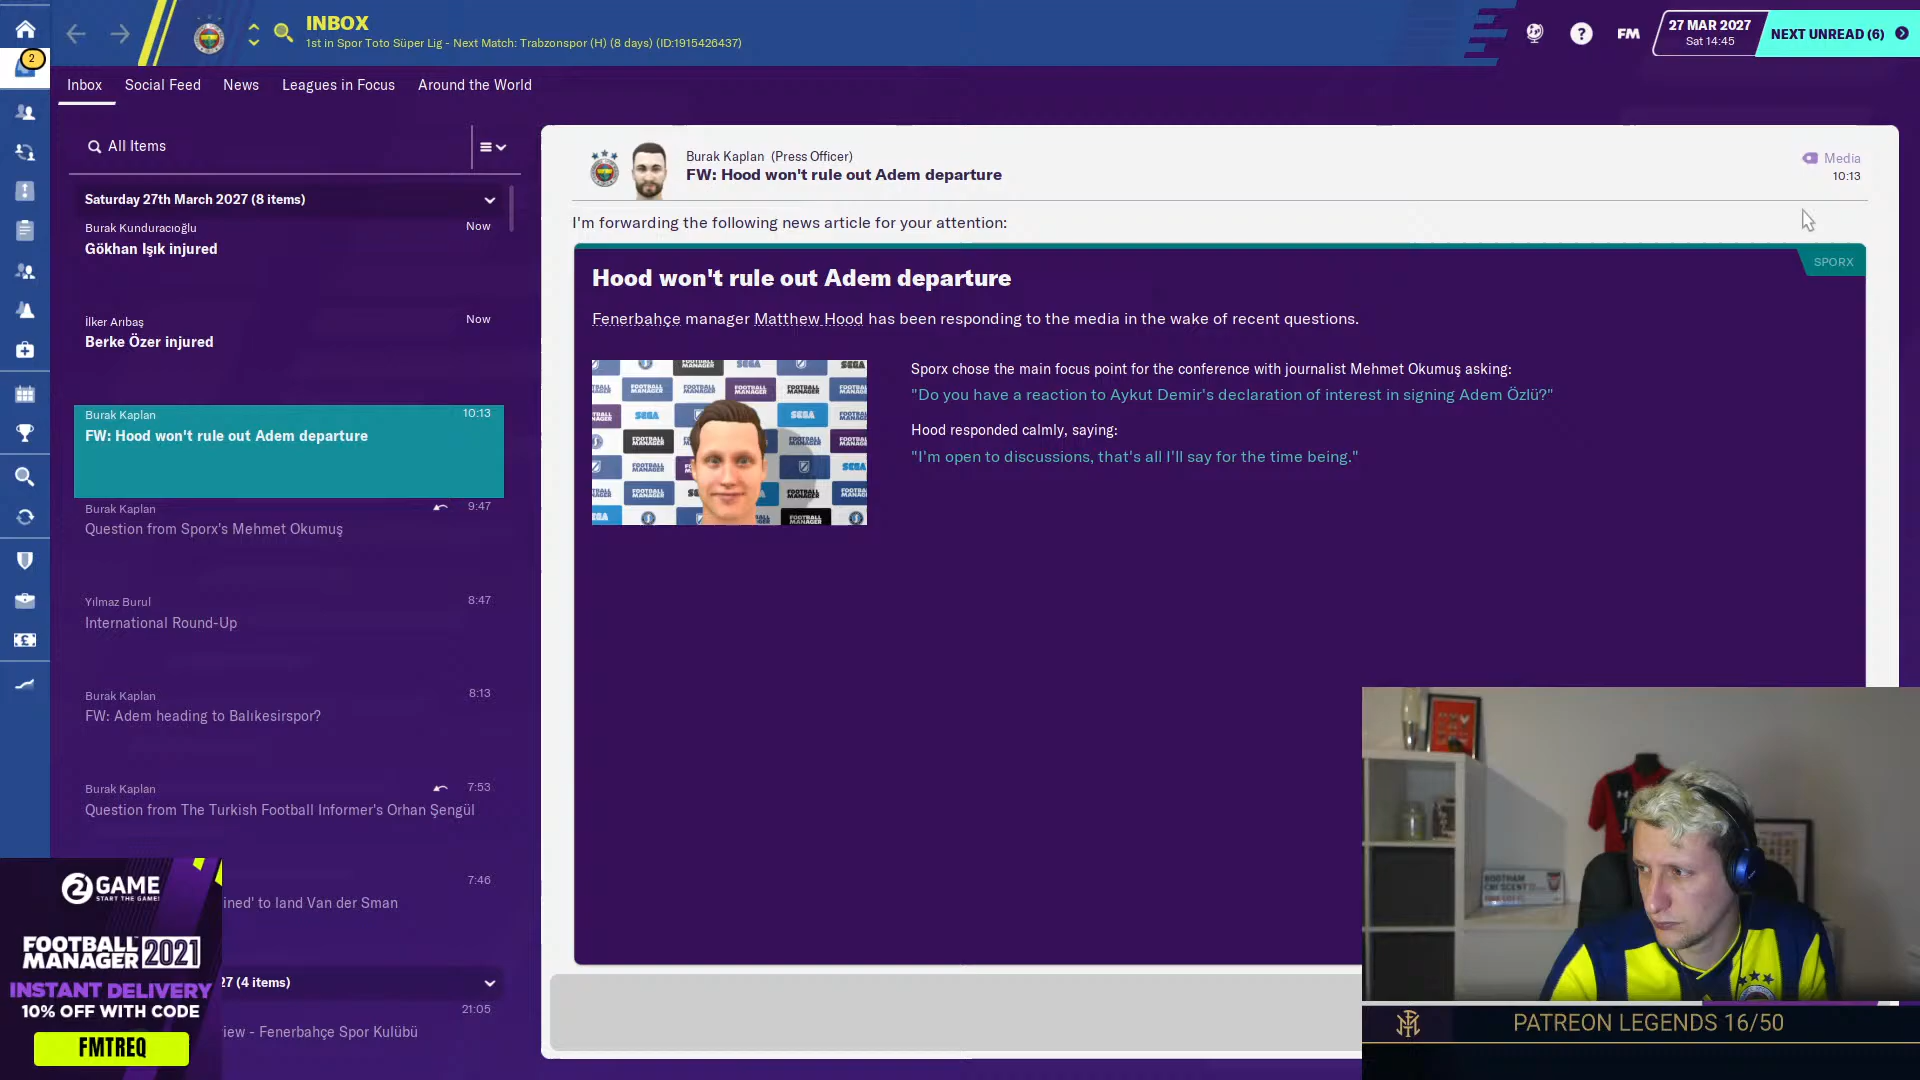 2
INBOX
1st in Spor Toto Süper Lig - Next Match: Trabzonspor (H) (8 days) (ID:1915426437)
?
FM
27 MAR 2027
Sat 14:45
NEXT UNREAD (6)
Inbox
Social Feed
News
Leagues in Focus
Around the World
All Items
Saturday 27th March 2027 (8 items)
Burak Kunduracıoğlu
Now
Gökhan Işık injured
İlker Arıbaş
Now
Berke Özer injured
Burak Kaplan
10:13
FW: Hood won't rule out Adem departure
Burak Kaplan
9:47
Question from Sporx's Mehmet Okumuş
Yılmaz Burul
8:47
International Round-Up
Burak Kaplan
8:13
FW: Adem heading to Balıkesirspor?
Burak Kaplan
7:53
Question from The Turkish Football Informer's Orhan Şengül
7:46
ined' to land Van der Sman
27 (4 items)
21:05
iew - Fenerbahçe Spor Kulübü
Burak Kaplan (Press Officer)
FW: Hood won't rule out Adem departure
Media
10:13
I'm forwarding the following news article for your attention:
SPORX
Hood won't rule out Adem departure
Fenerbahçe manager Matthew Hood has been responding to the media in the wake of recent questions.
Sporx chose the main focus point for the conference with journalist Mehmet Okumuş asking:
"Do you have a reaction to Aykut Demir's declaration of interest in signing Adem Özlü?"
Hood responded calmly, saying:
"I'm open to discussions, that's all I'll say for the time being."
2GAME
START THE GAME!
FOOTBALL
MANAGER 2021
INSTANT DELIVERY
10% OFF WITH CODE
FMTREQ
BOOTHAM
CRESCENT
PATREON LEGENDS 16/50